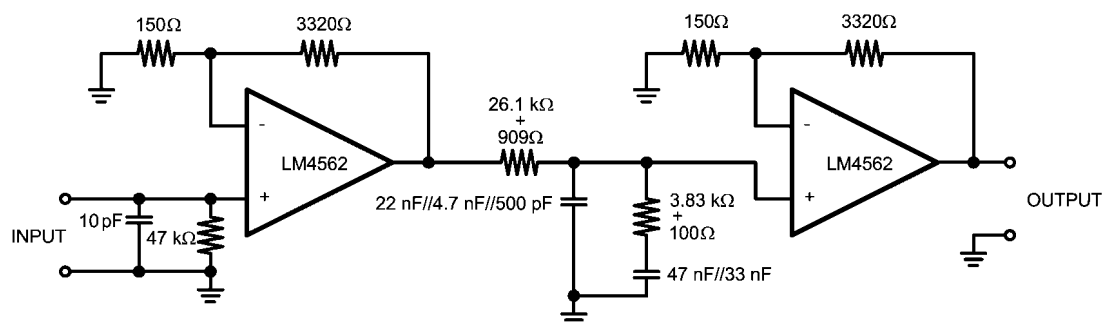 150Ω
3320Ω
150Ω
3320Ω
26.1 kΩ
+
909Ω
-
LM4562
+
-
LM4562
+
22 nF//4.7 nF//500 pF
3.83 kΩ
+
100Ω
47 nF//33 nF
INPUT
10 pF
47 kΩ
OUTPUT